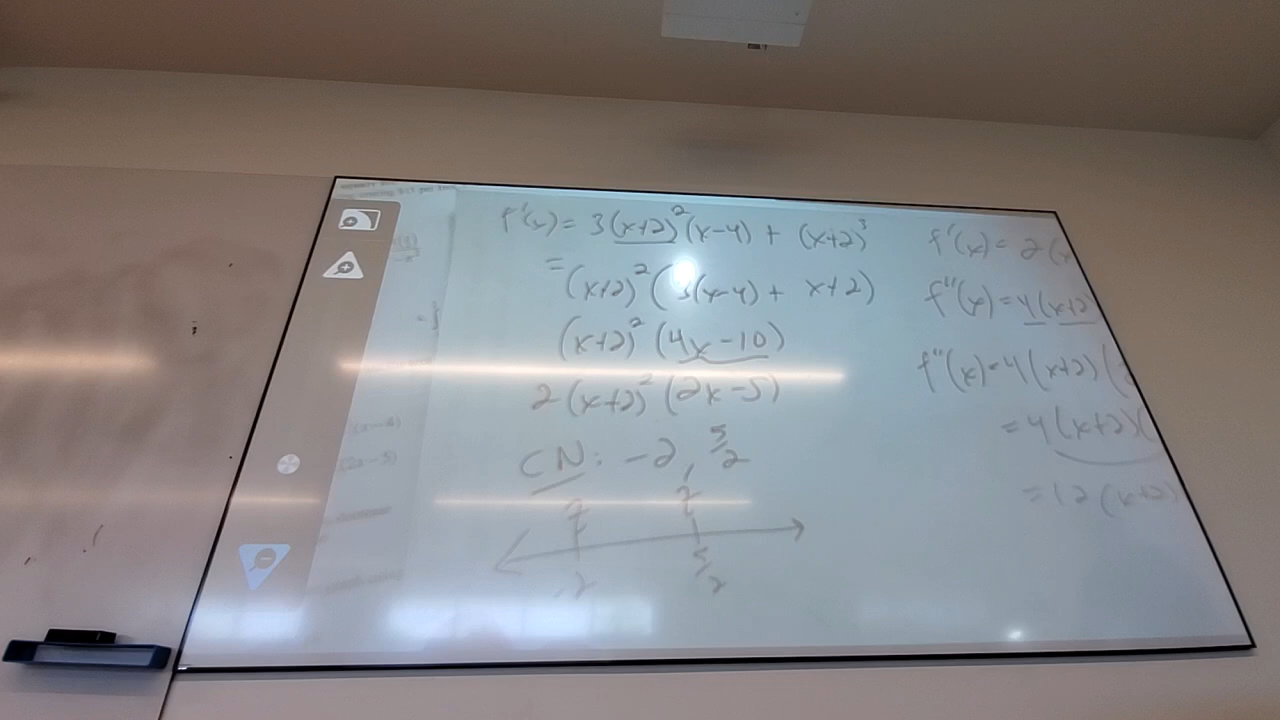 f'(x) = 3(x+2)²(x-4) + (x+2)³
= (x+2)² (3(x-4) + x+2)
(x+2)² (4x-10)
2(x+2)² (2x-5)
CN: -2, 5/2
-2 5/2
f'(x) = 2(x
f''(x) = 4(x+2)
f''(x) = 4(x+2)(
= 4(x+2)(
= 12(x+2)